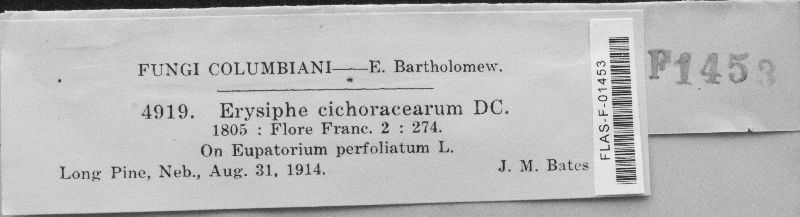 FUNGI COLUMBIANI—E. Bartholomew.
4919. Erysiphe cichoracearum DC.
1805 : Flore Franc. 2 : 274.
On Eupatorium perfoliatum L.
Long Pine, Neb., Aug. 31, 1914. J. M. Bates
FLAS-F-01453
F1453